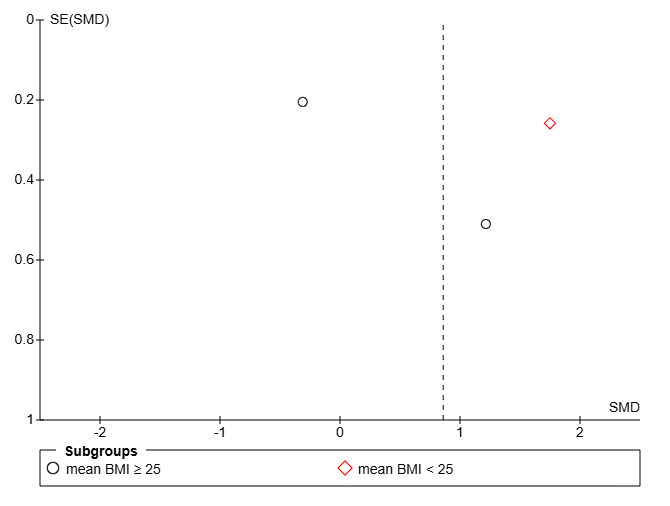 0 SE(SMD)
0.2
0.4
0.6
0.8
SMD
1
-2 -1 0 1 2
Subgroups
mean BMI ≥ 25 mean BMI < 25